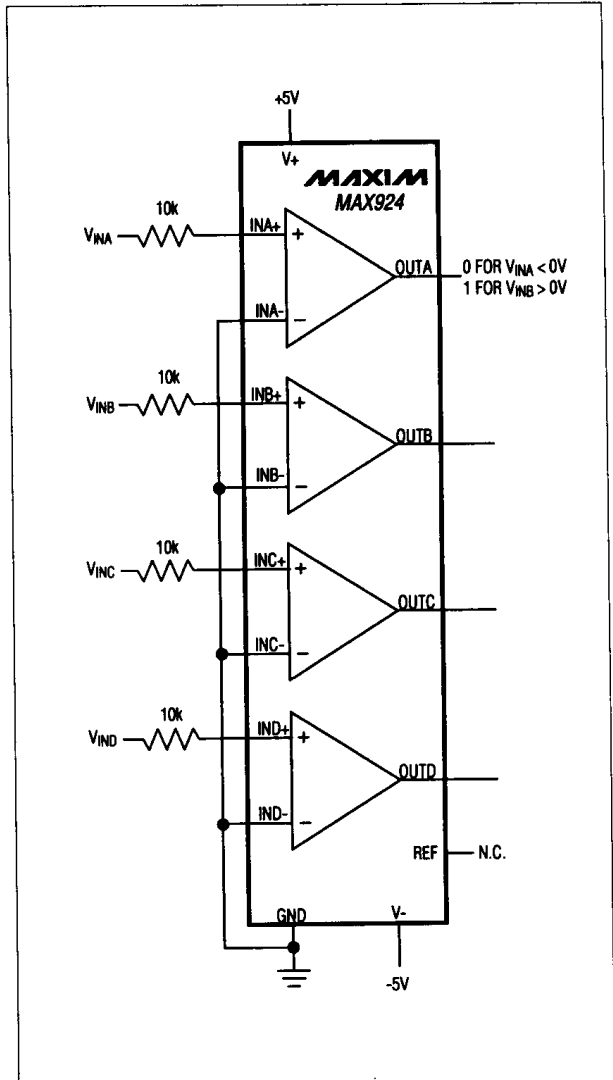 +5V
V+
MAXIM
MAX924
10k
VINA
INA+
+
OUTA
0 FOR VINA < 0V
1 FOR VINB > 0V
INA-
−
10k
VINB
INB+
+
OUTB
INB-
−
10k
VINC
INC+
+
OUTC
INC-
−
10k
VIND
IND+
+
OUTD
IND-
−
REF
N.C.
GND
V-
-5V